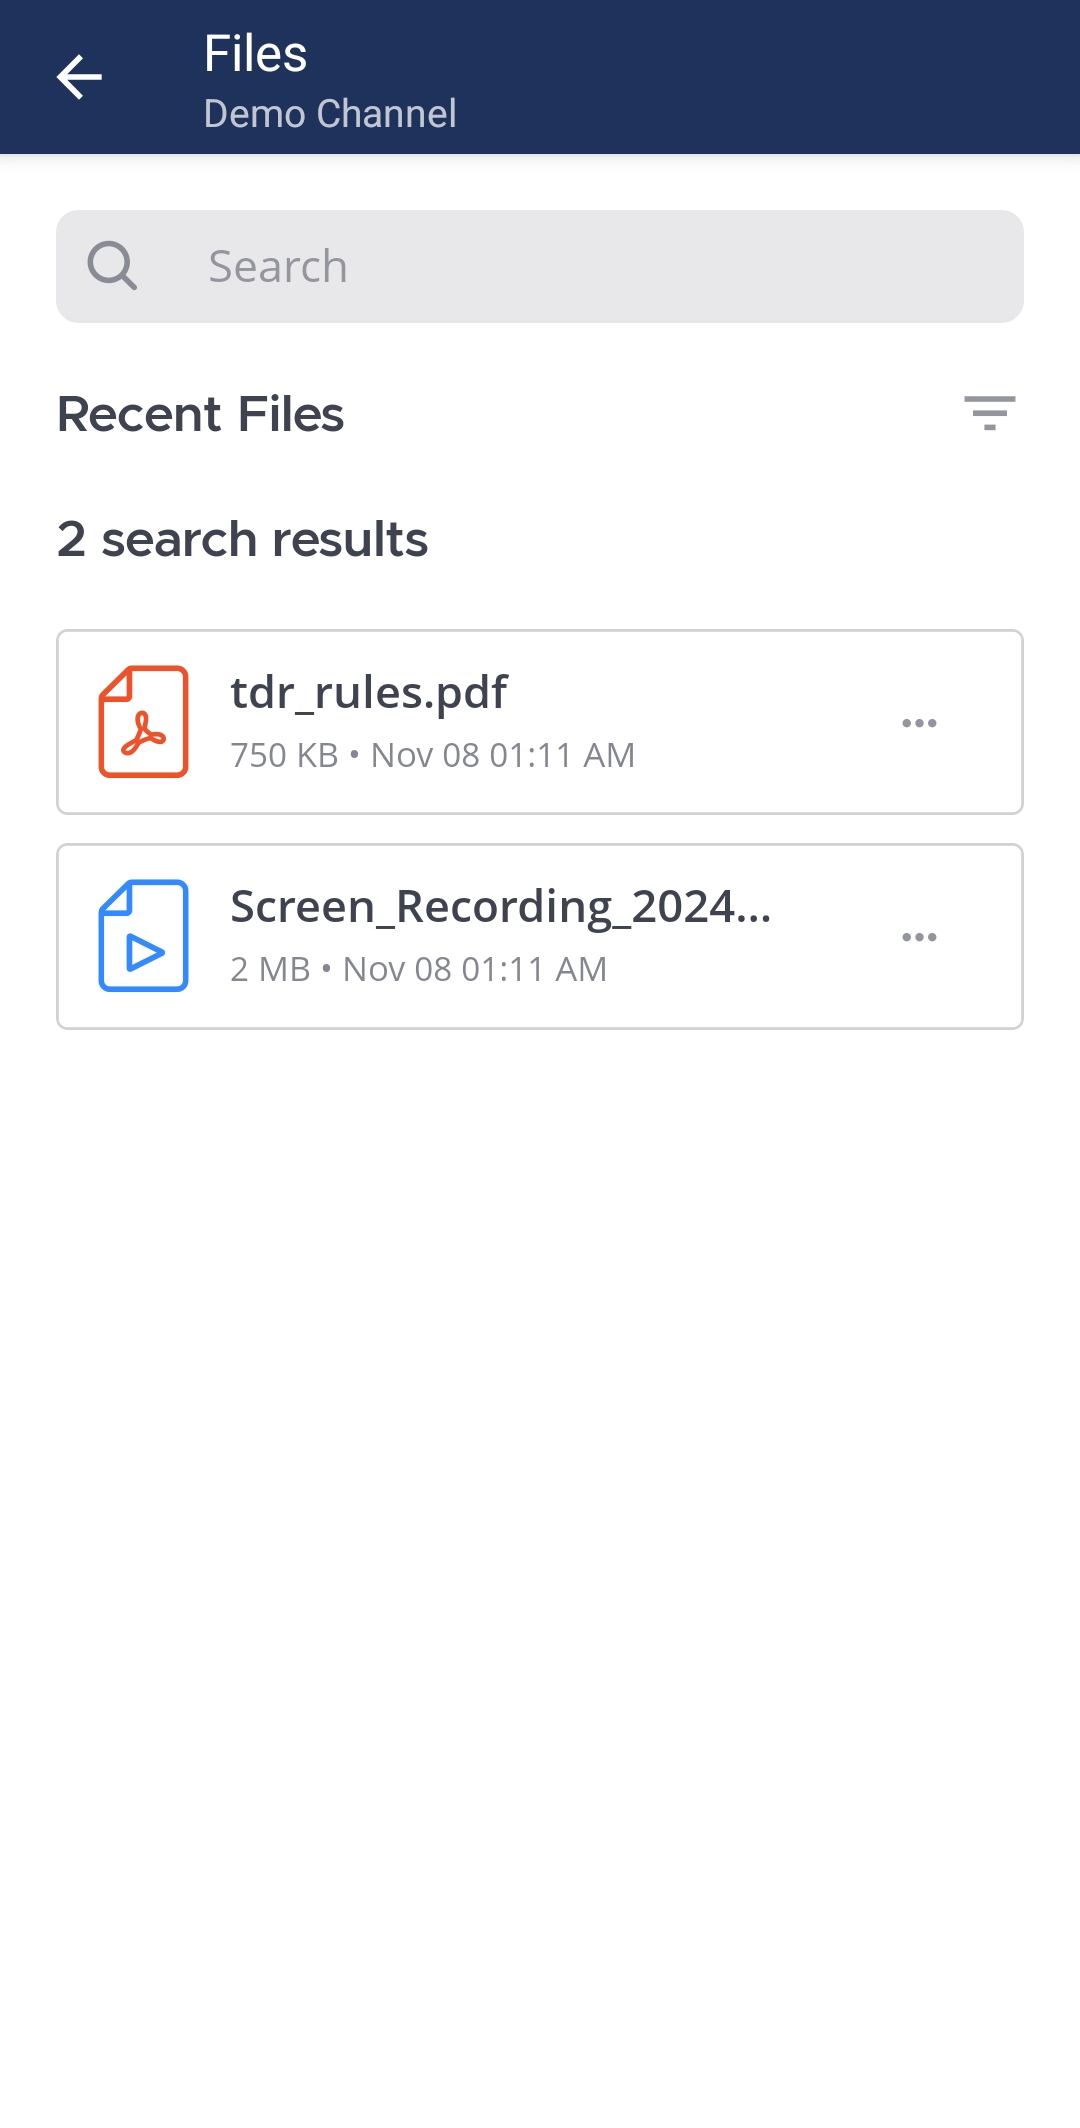 Files
Demo Channel
Search
Recent Files
2 search results
tdr_rules.pdf
750 KB • Nov 08 01:11 AM
Screen_Recording_2024...
2 MB • Nov 08 01:11 AM